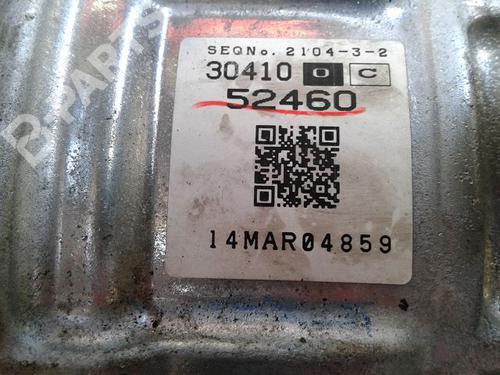 B-PARTS
SEQNo. 2104-3-2
30410 0 C
52460
14MAR04859